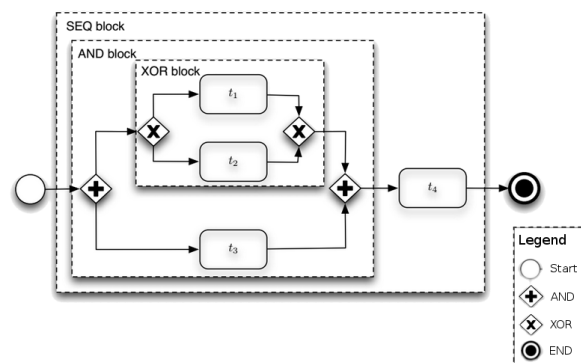 SEQ block
AND block
XOR block
t1
t2
t3
t4
Legend
Start
AND
XOR
END